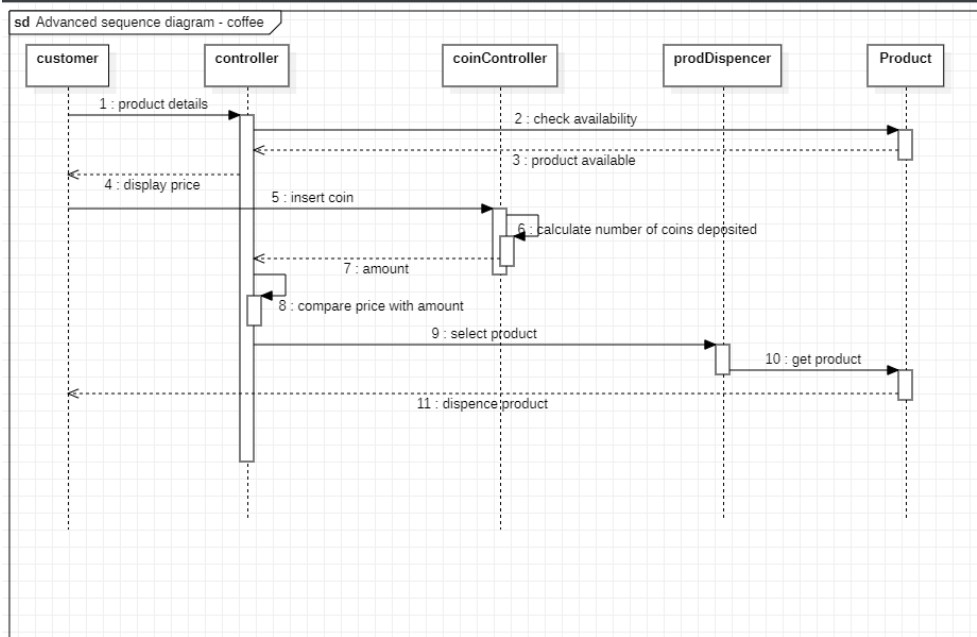 sd Advanced sequence diagram - coffee
customer
controller
coinController
prodDispencer
Product
1 : product details
2 : check availability
3 : product available
4 : display price
5 : insert coin
6 : calculate number of coins deposited
7 : amount
8 : compare price with amount
9 : select product
10 : get product
11 : dispence product